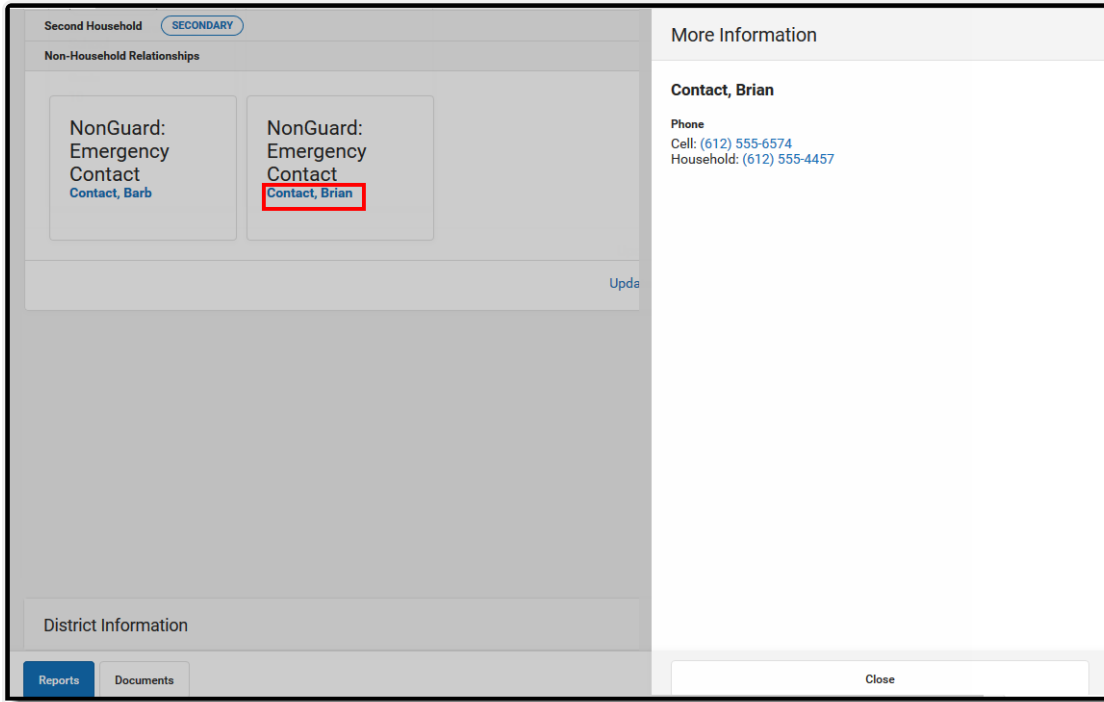 Second Household SECONDARY
Non-Household Relationships
NonGuard:
Emergency
Contact
Contact, Barb
NonGuard:
Emergency
Contact
Contact, Brian
Upda
District Information
Reports Documents
More Information
Contact, Brian
Phone
Cell: (612) 555-6574
Household: (612) 555-4457
Close